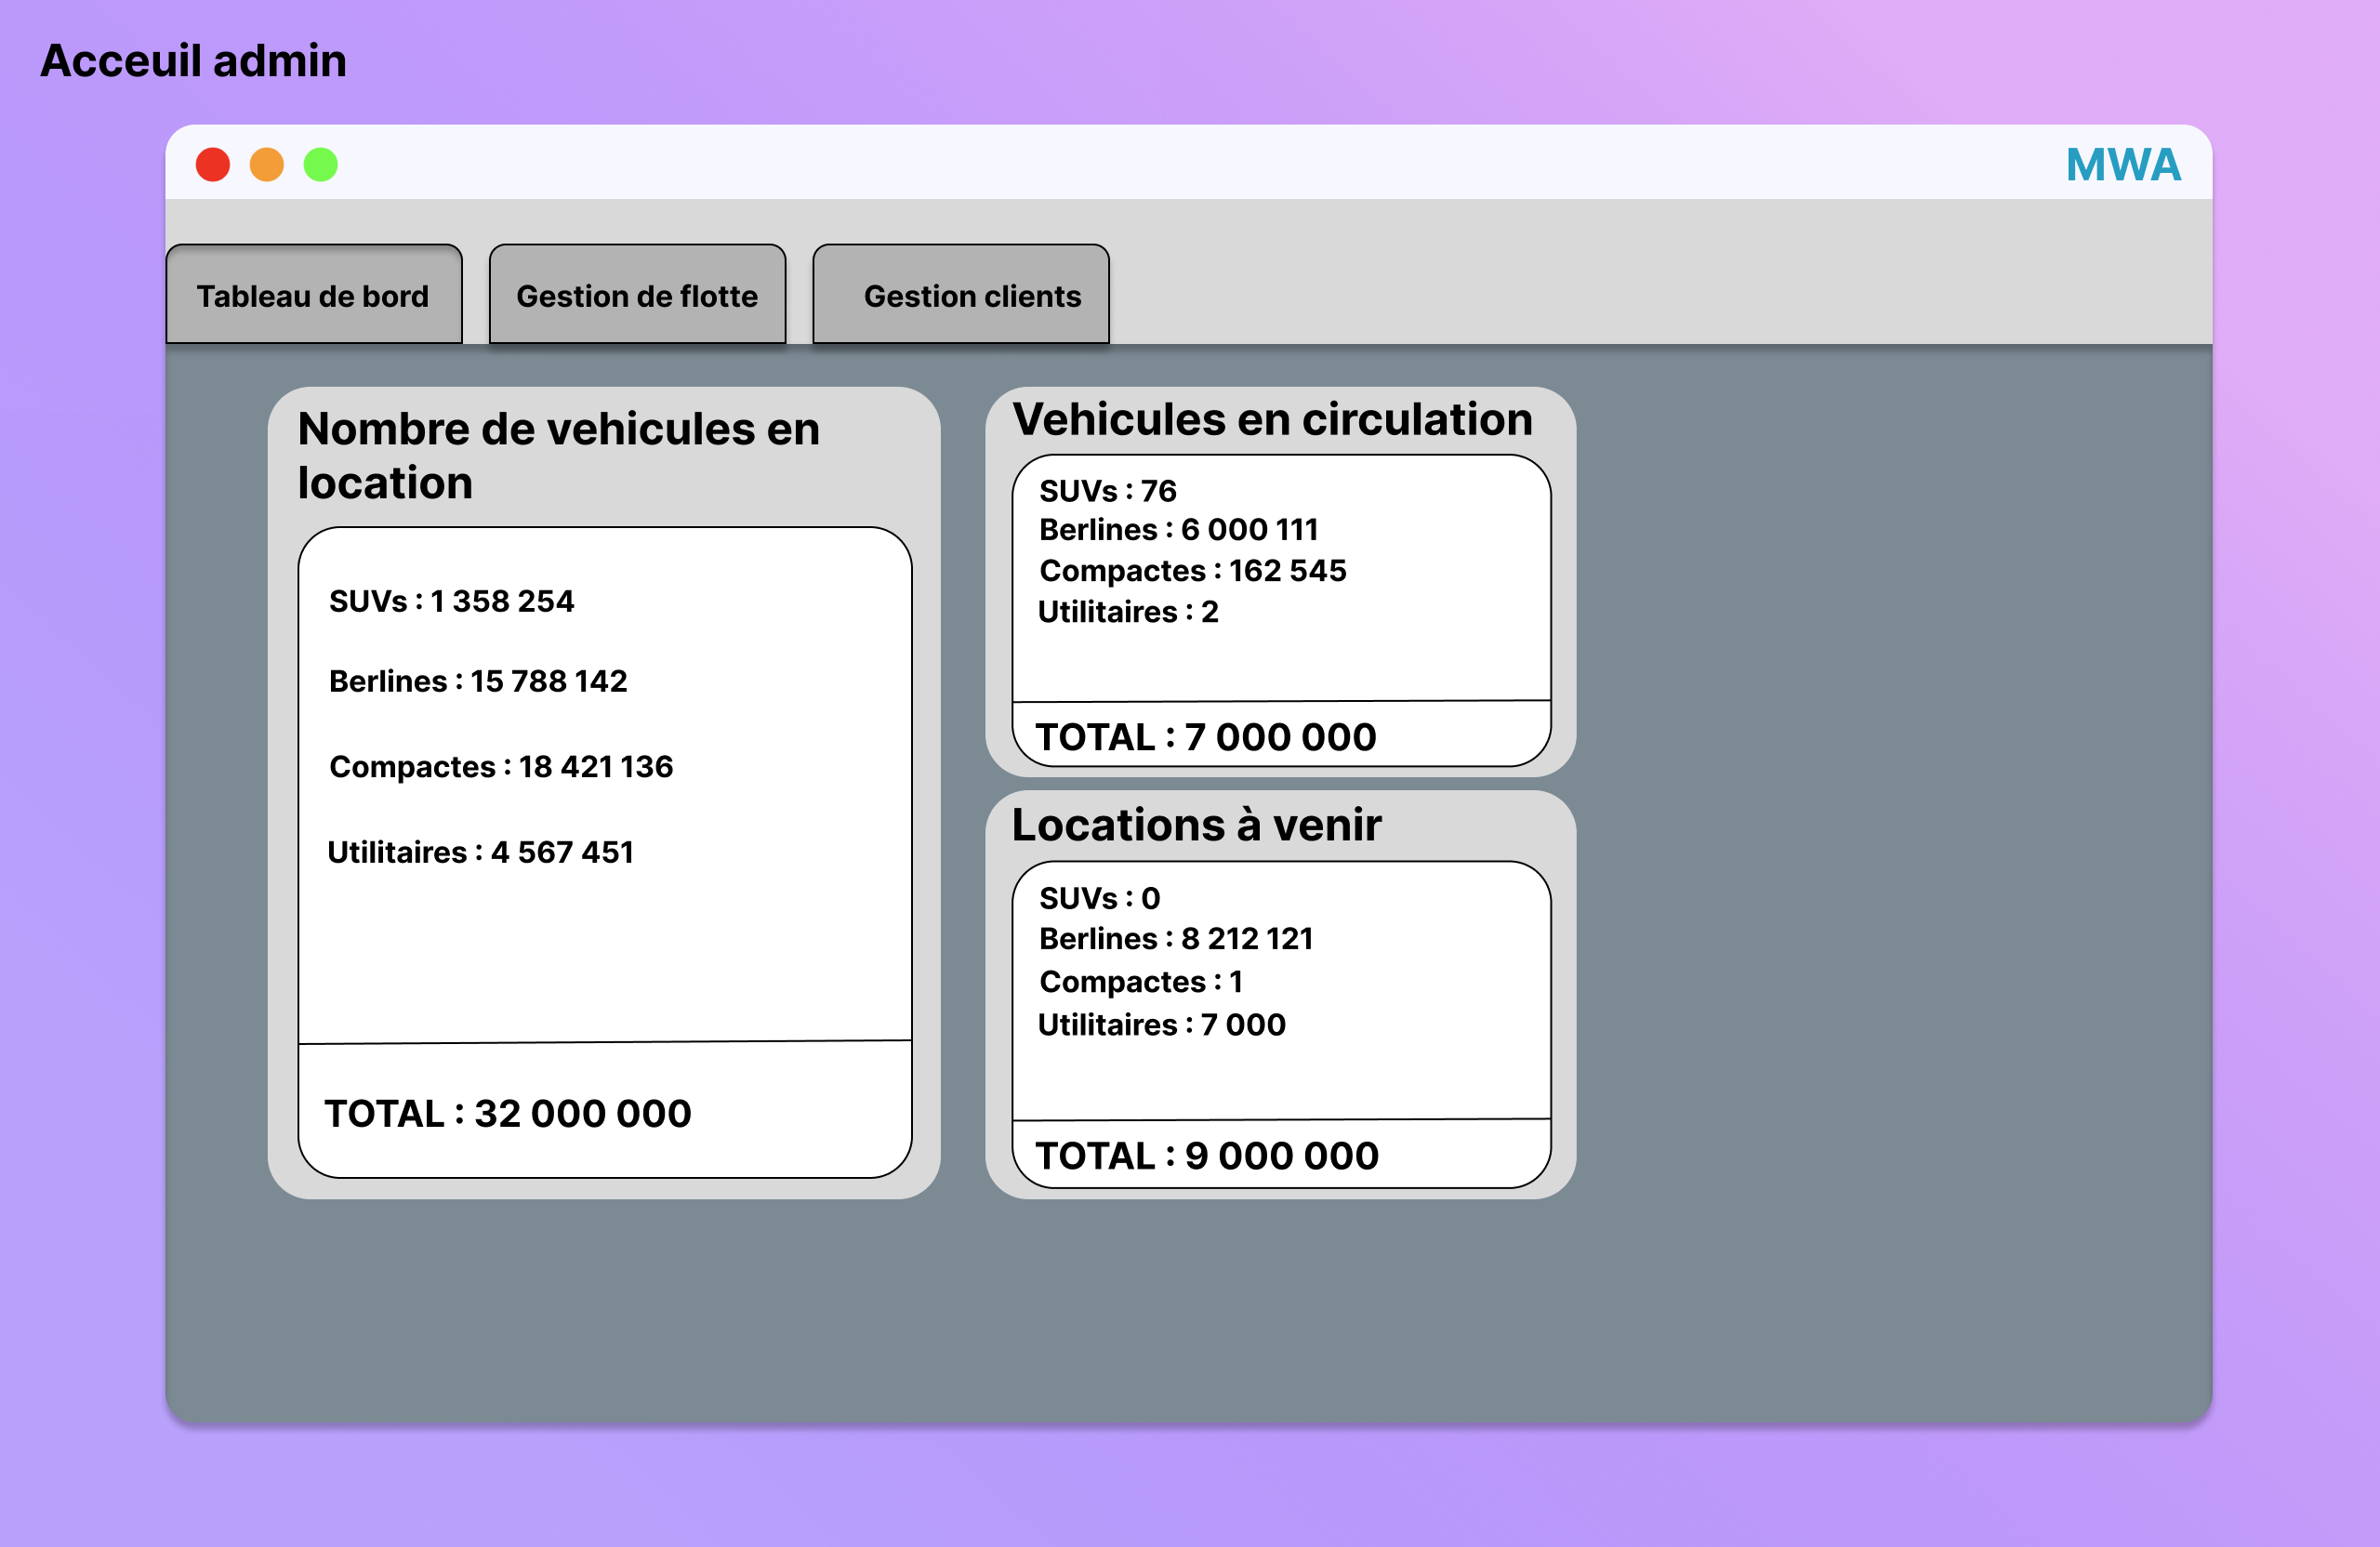 Acceuil admin
MWA
Tableau de bord
Gestion de flotte
Gestion clients
Nombre de vehicules en
location
SUVs : 1 358 254
Berlines : 15 788 142
Compactes : 18 421 136
Utilitaires : 4 567 451
TOTAL : 32 000 000
Vehicules en circulation
SUVs : 76
Berlines : 6 000 111
Compactes : 162 545
Utilitaires : 2
TOTAL : 7 000 000
Locations à venir
SUVs : 0
Berlines : 8 212 121
Compactes : 1
Utilitaires : 7 000
TOTAL : 9 000 000